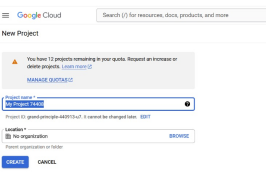 Google Cloud
Search (/) for resources, docs, products, and more
New Project
You have 12 projects remaining in your quota. Request an increase or
delete projects. Learn more
MANAGE QUOTAS
Project name *
My Project 74408
Project ID: grand-principle-440913-u7. It cannot be changed later. EDIT
Location *
No organization
BROWSE
Parent organization or folder
CREATE
CANCEL